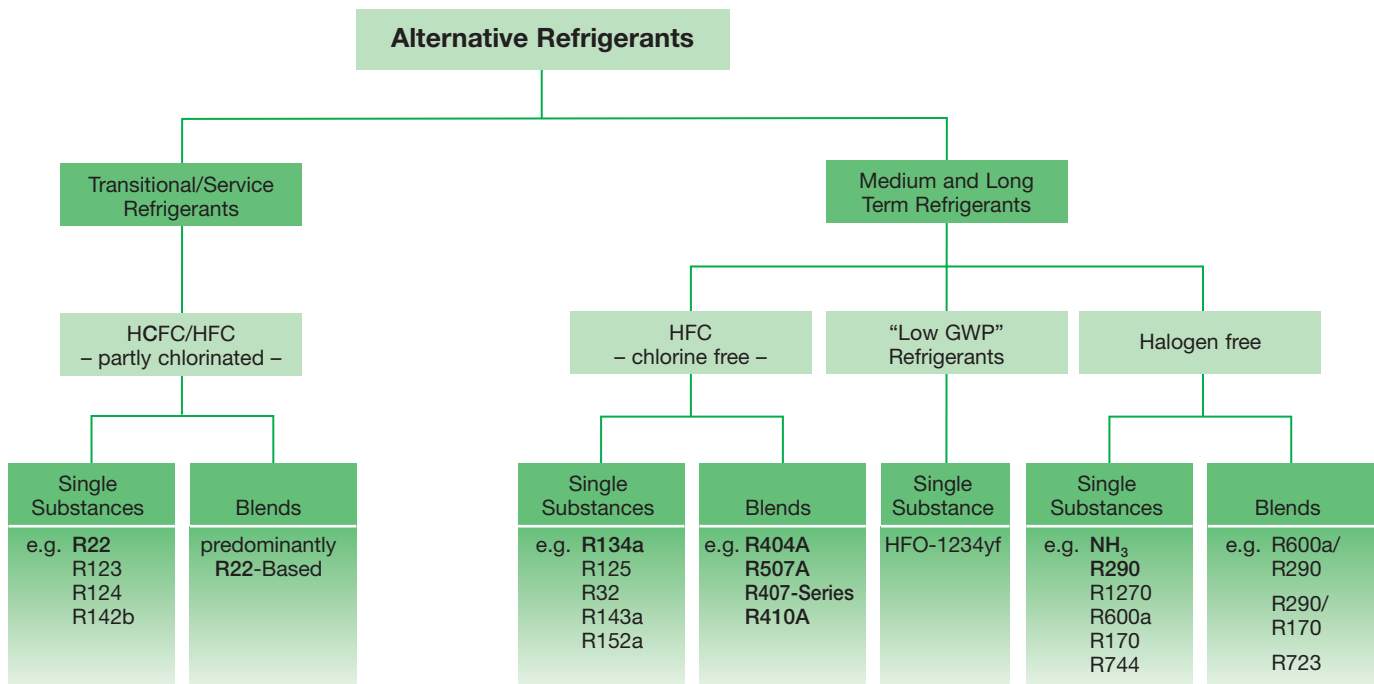 Alternative Refrigerants
Transitional/Service
Refrigerants
Medium and Long
Term Refrigerants
HCFC/HFC
– partly chlorinated –
HFC
– chlorine free –
“Low GWP”
Refrigerants
Halogen free
Single
Substances
e.g. R22
R123
R124
R142b
Blends
predominantly
R22-Based
Single
Substances
e.g. R134a
R125
R32
R143a
R152a
Blends
e.g. R404A
R507A
R407-Series
R410A
Single
Substance
HFO-1234yf
Single
Substances
e.g. NH₃
R290
R1270
R600a
R170
R744
Blends
e.g. R600a/
R290
R290/
R170
R723